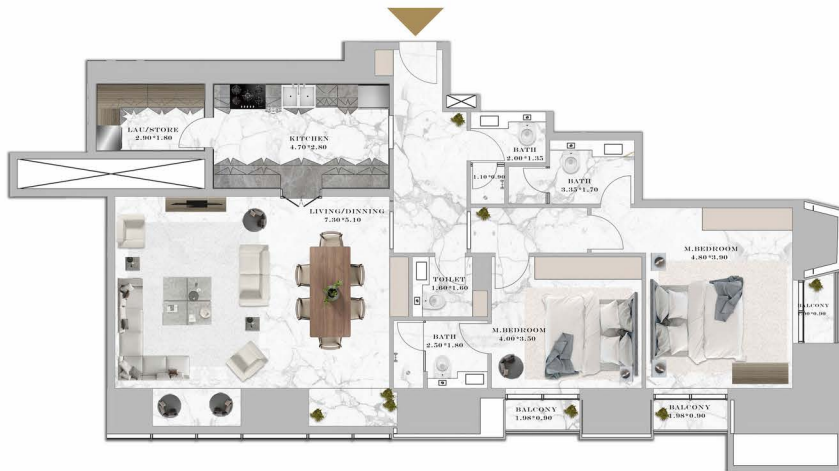 LAU/STORE
2.90*1.80
KITCHEN
4.70*2.80
BATH
2.00*1.35
1.10*0.90
BATH
3.35*1.70
LIVING/DINNING
7.30*5.10
M.BEDROOM
4.80*3.90
TOILET
1.60*1.60
BALCONY
M.BEDROOM
4.00*3.50
BATH
2.50*1.80
BALCONY
1.98*0.90
BALCONY
1.98*0.90